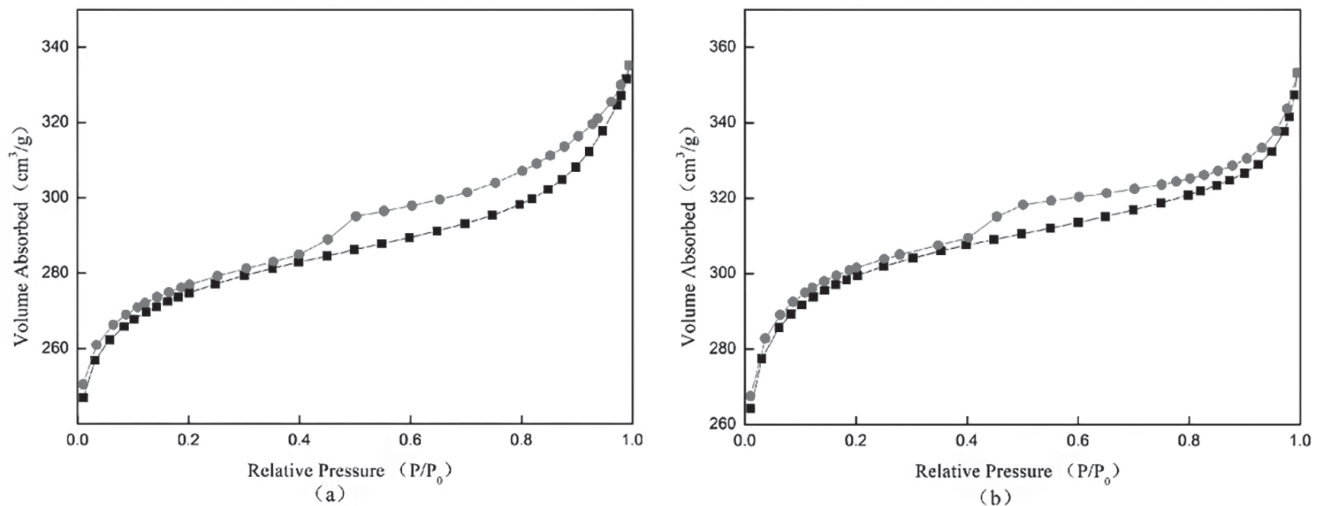 340
320
300
280
260
Volume Absorbed（cm³/g）
0.0 0.2 0.4 0.6 0.8 1.0
Relative Pressure （P/P₀）
（a）
360
340
320
300
280
260
Volume Absorbed（cm³/g）
0.0 0.2 0.4 0.6 0.8 1.0
Relative Pressure （P/P₀）
（b）